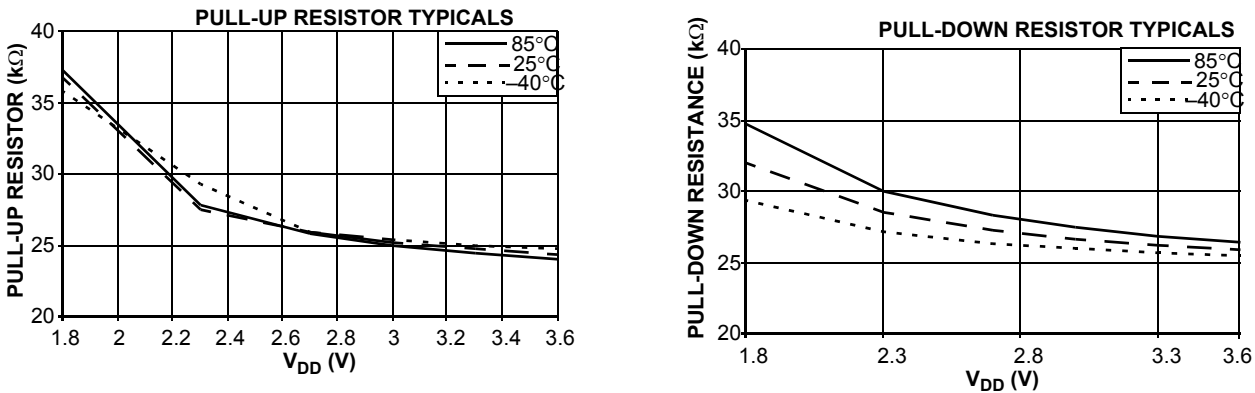 PULL-UP RESISTOR TYPICALS
PULL-UP RESISTOR (kΩ)
40
35
30
25
20
85°C
25°C
–40°C
1.8 2 2.2 2.4 2.6 2.8 3 3.2 3.4 3.6
VDD (V)
PULL-DOWN RESISTOR TYPICALS
PULL-DOWN RESISTANCE (kΩ)
40
35
30
25
20
85°C
25°C
–40°C
1.8 2.3 2.8 3.3 3.6
VDD (V)